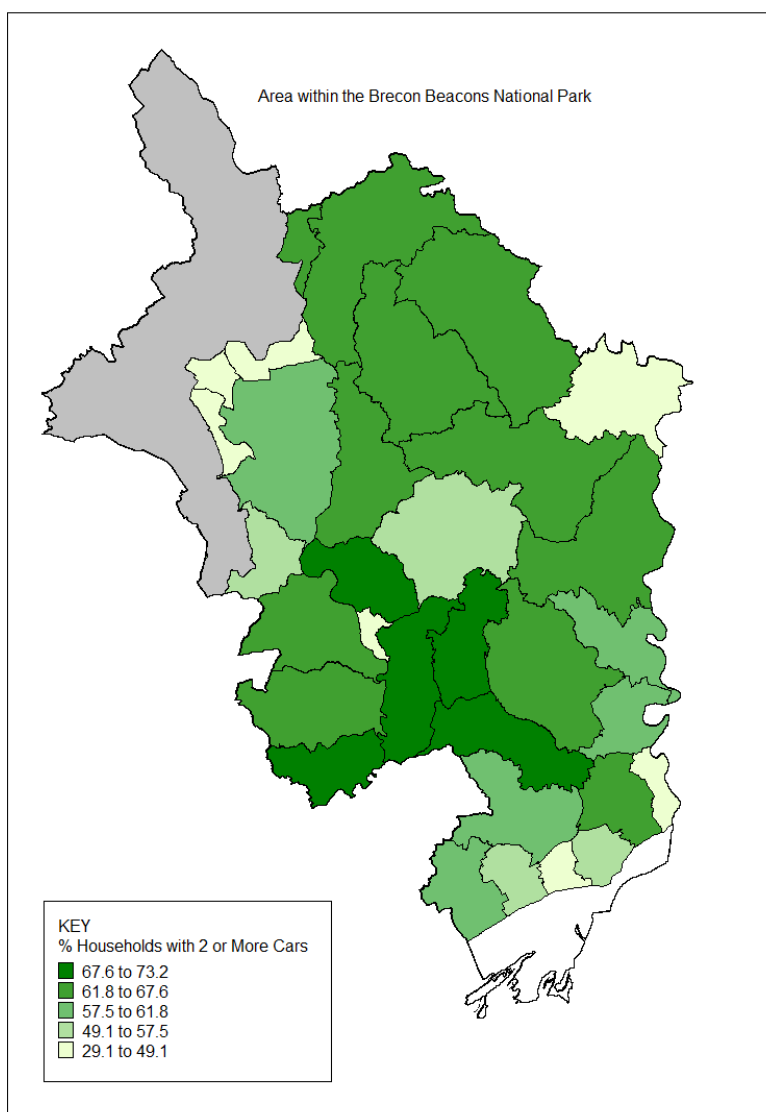 Area within the Brecon Beacons National Park
KEY
% Households with 2 or More Cars
67.6 to 73.2
61.8 to 67.6
57.5 to 61.8
49.1 to 57.5
29.1 to 49.1